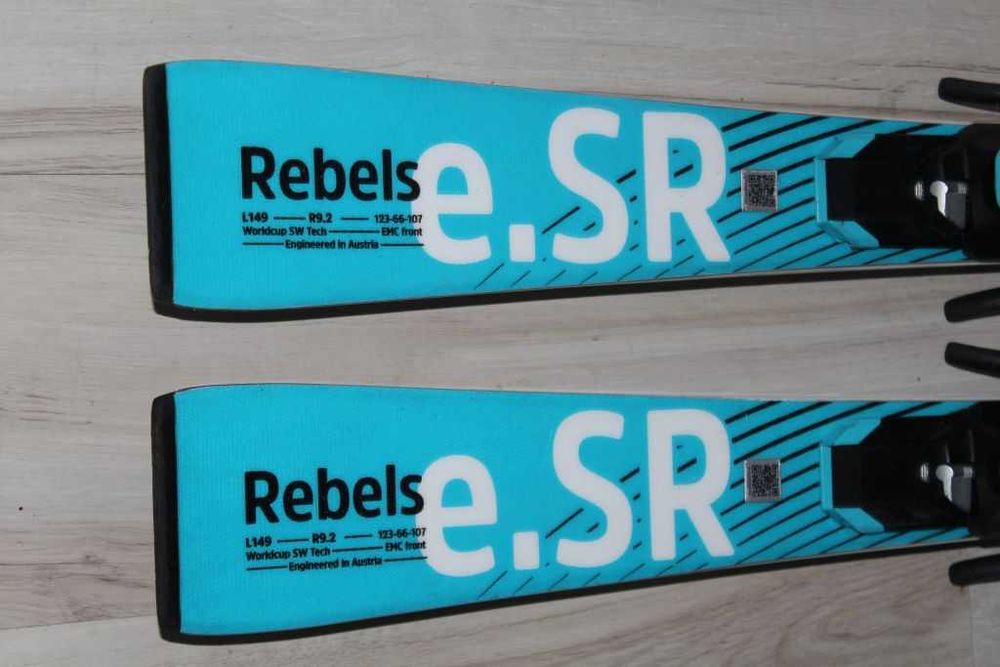 Rebels
e.SR
L149 R9.2 123-66-107
Worldcup SW Tech EMC front
Engineered in Austria
Rebels
e.SR
L149 R9.2 123-66-107
Worldcup SW Tech EMC front
Engineered in Austria